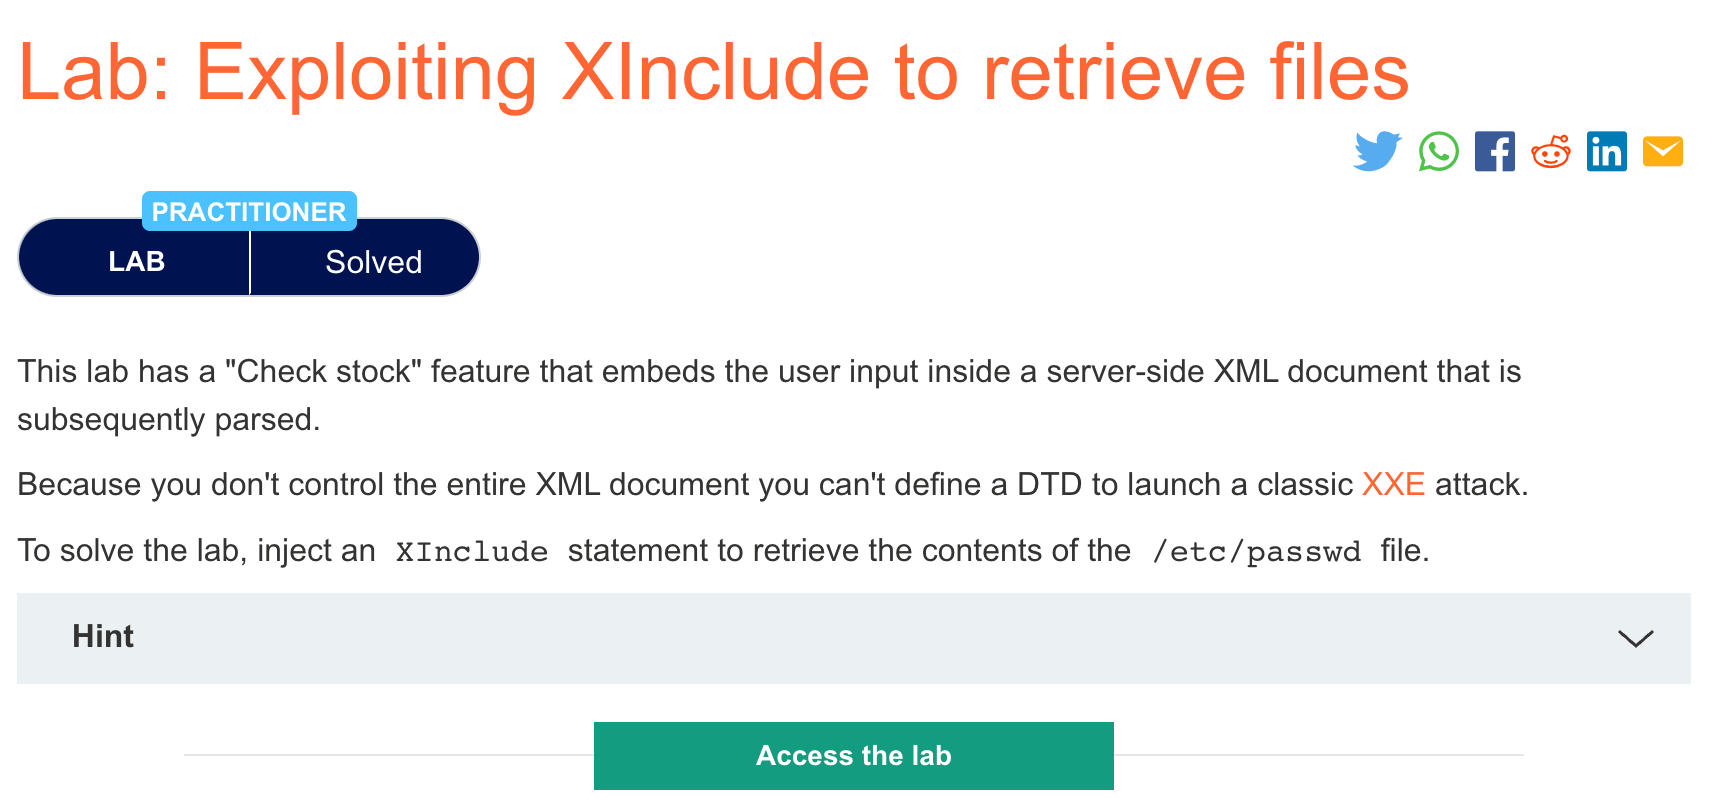 Lab: Exploiting XInclude to retrieve files
PRACTITIONER
LAB
Solved
This lab has a "Check stock" feature that embeds the user input inside a server-side XML document that is
subsequently parsed.
Because you don't control the entire XML document you can't define a DTD to launch a classic XXE attack.
To solve the lab, inject an XInclude statement to retrieve the contents of the /etc/passwd file.
Hint
Access the lab